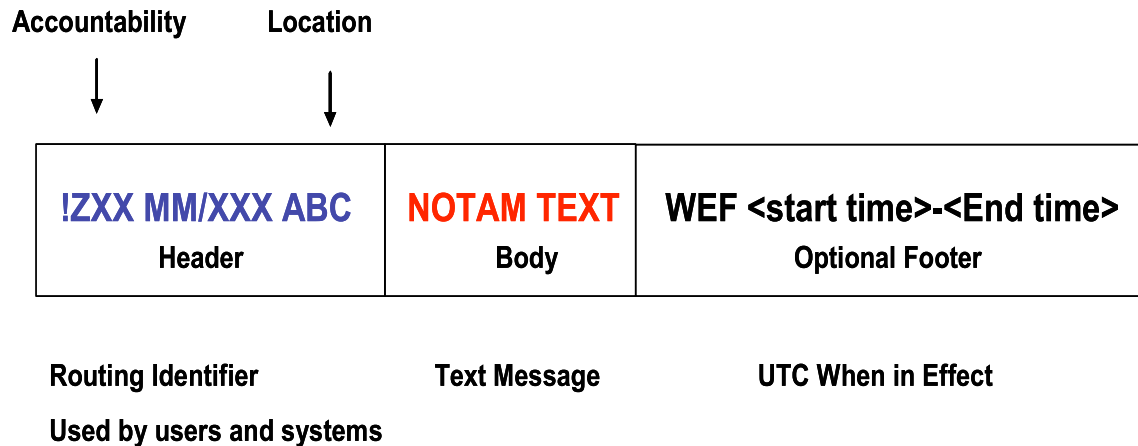 Accountability Location
!ZXX MM/XXX ABC NOTAM TEXT WEF <start time>-<End time>
Header Body Optional Footer
Routing Identifier Text Message UTC When in Effect
Used by users and systems